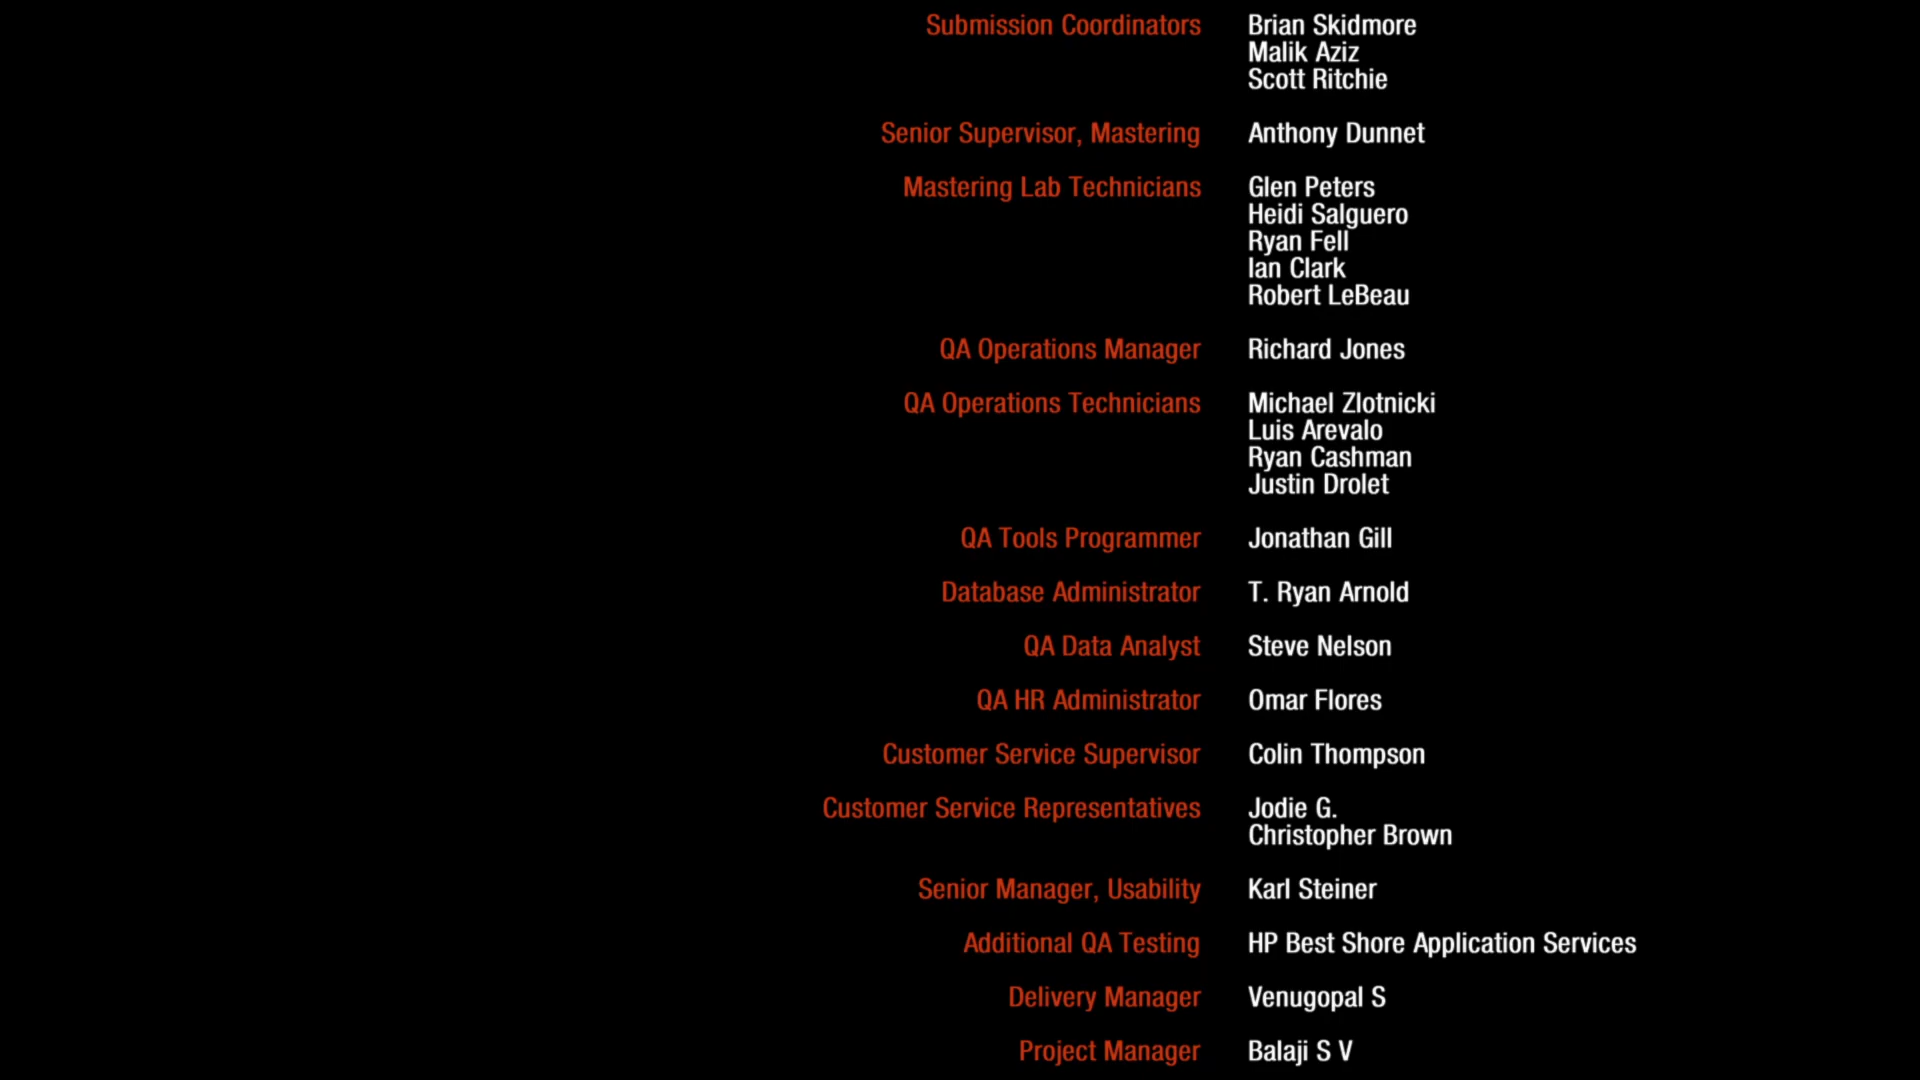 Submission Coordinators Brian Skidmore
Malik Aziz
Scott Ritchie
Senior Supervisor, Mastering Anthony Dunnet
Mastering Lab Technicians Glen Peters
Heidi Salguero
Ryan Fell
Ian Clark
Robert LeBeau
QA Operations Manager Richard Jones
QA Operations Technicians Michael Zlotnicki
Luis Arevalo
Ryan Cashman
Justin Drolet
QA Tools Programmer Jonathan Gill
Database Administrator T. Ryan Arnold
QA Data Analyst Steve Nelson
QA HR Administrator Omar Flores
Customer Service Supervisor Colin Thompson
Customer Service Representatives Jodie G.
Christopher Brown
Senior Manager, Usability Karl Steiner
Additional QA Testing HP Best Shore Application Services
Delivery Manager Venugopal S
Project Manager Balaji S V